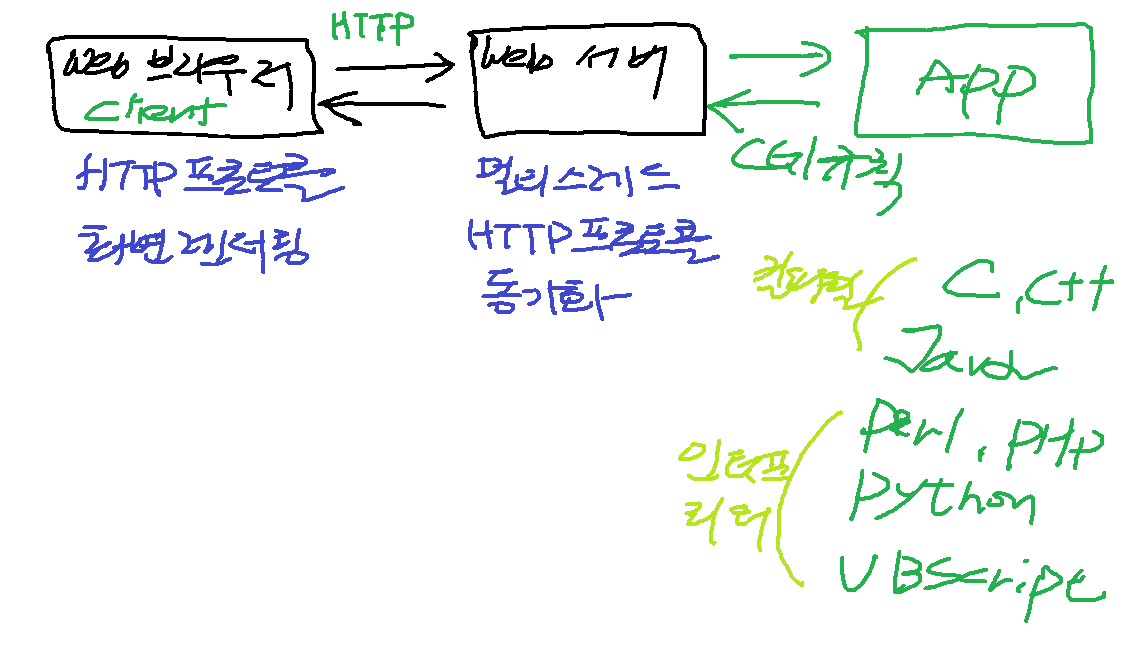 HTTP
Web 브라우저
Client
HTTP 프로토콜
화면 렌더링
Web 서버
멀티스레드
HTTP 프로토콜
동기화
App
CGI 규칙
컴파일
C, C++
Java
인터프
리터
Perl, PHP
Python
VBScript